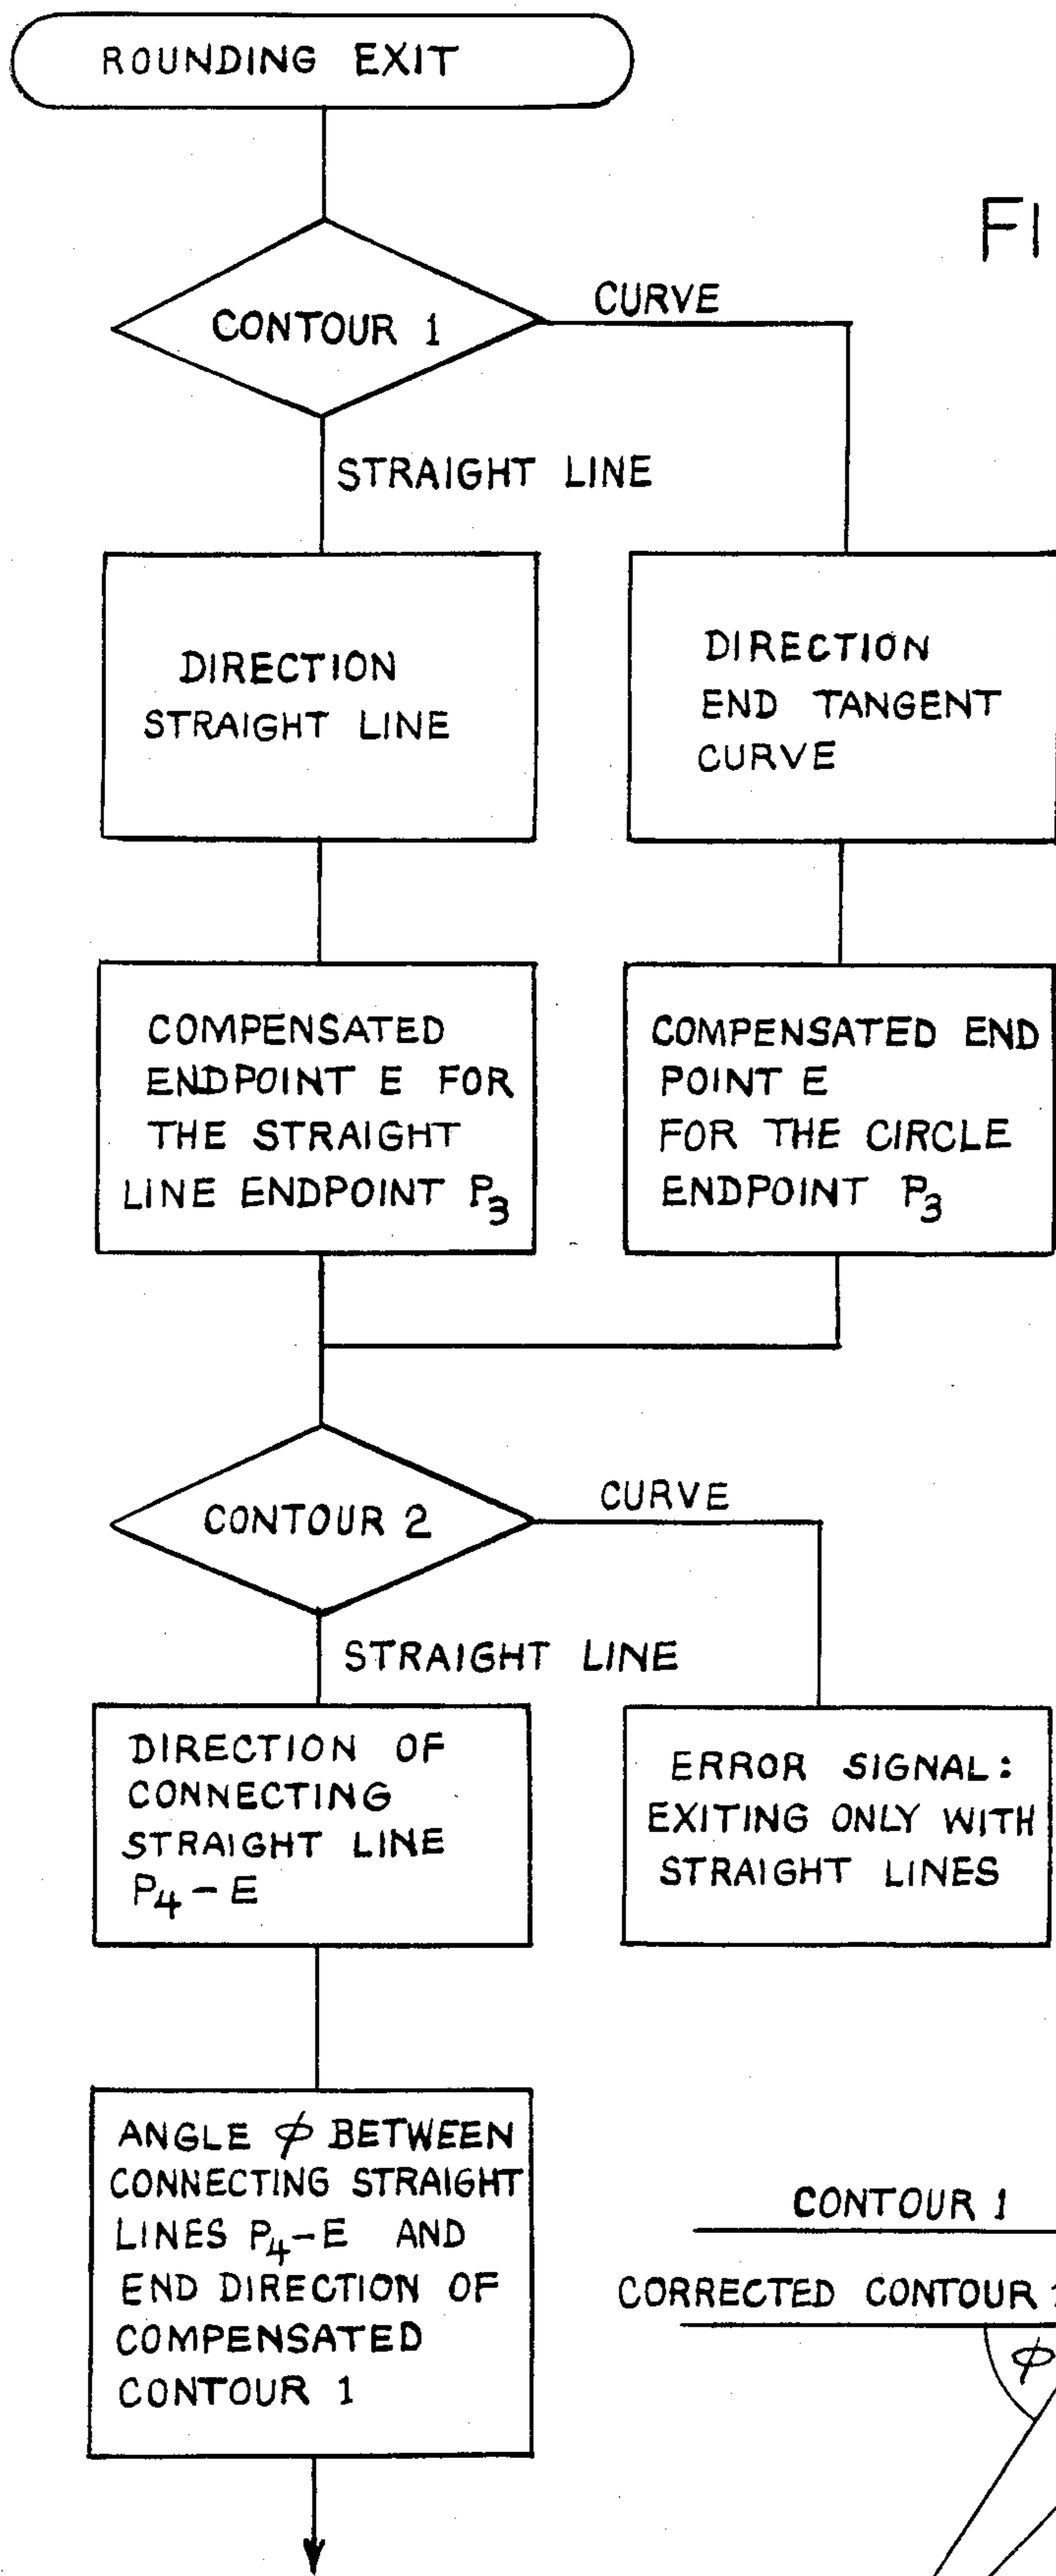 ROUNDING EXIT
FI
CONTOUR 1
CURVE
STRAIGHT LINE
DIRECTION
STRAIGHT LINE
DIRECTION
END TANGENT
CURVE
COMPENSATED
ENDPOINT E FOR
THE STRAIGHT
LINE ENDPOINT P₃
COMPENSATED END
POINT E
FOR THE CIRCLE
ENDPOINT P₃
CONTOUR 2
CURVE
STRAIGHT LINE
DIRECTION OF
CONNECTING
STRAIGHT LINE
P₄-E
ERROR SIGNAL:
EXITING ONLY WITH
STRAIGHT LINES
ANGLE ϕ BETWEEN
CONNECTING STRAIGHT
LINES P₄-E AND
END DIRECTION OF
COMPENSATED
CONTOUR 1
CONTOUR 1
CORRECTED CONTOUR
ϕ